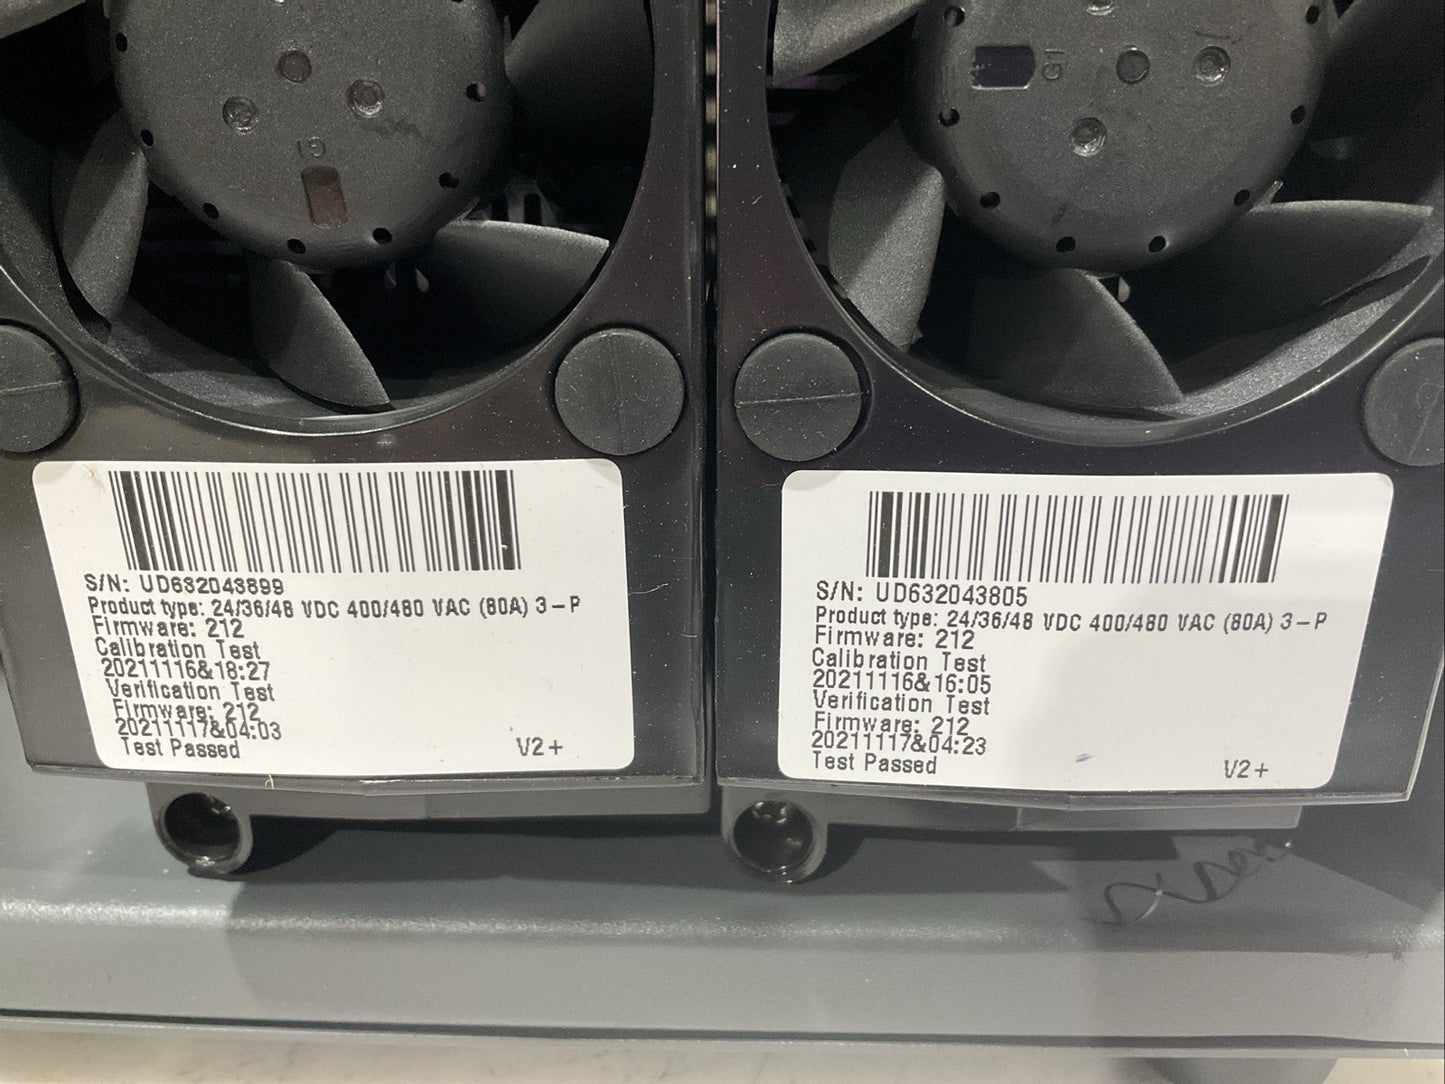 G1
G1
S/N: UD632043899
Product type: 24/36/48 VDC 400/480 VAC (80A) 3-P
Firmware: 212
Calibration Test
20211116&18:27
Verification Test
Firmware: 212
20211117&04:03
Test Passed
V2+
S/N: UD632043805
Product type: 24/36/48 VDC 400/480 VAC (80A) 3-P
Firmware: 212
Calibration Test
20211116&16:05
Verification Test
Firmware: 212
20211117&04:23
Test Passed
V2+